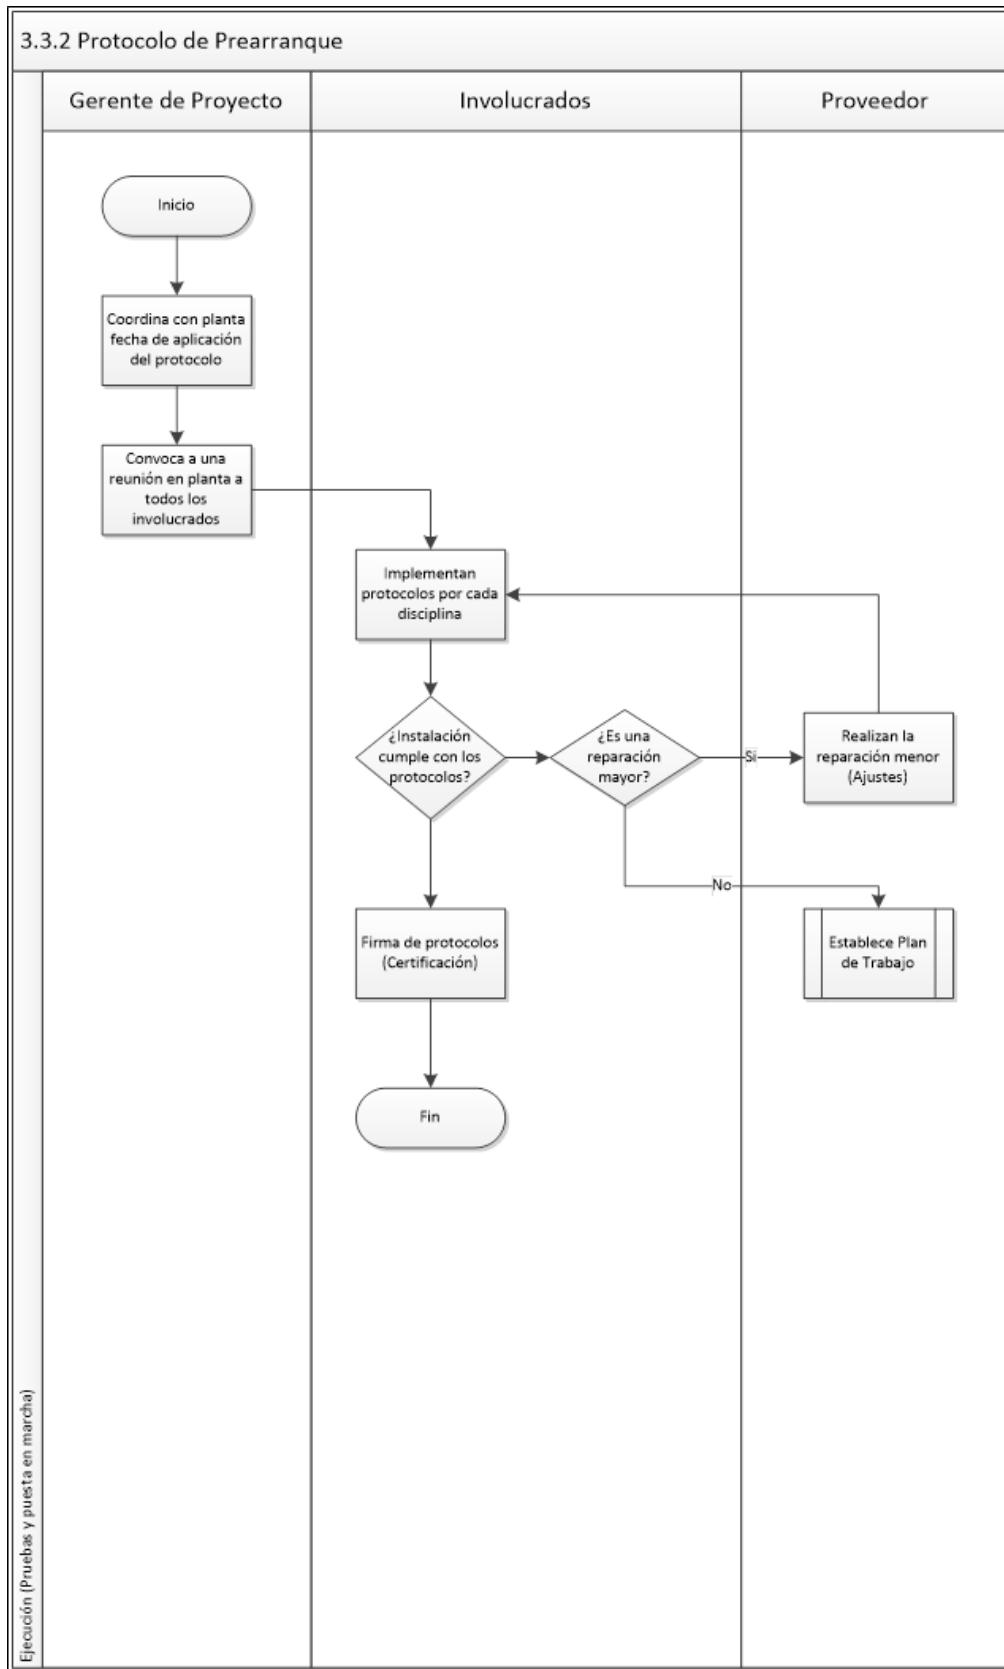 3.3.2 Protocolo de Prearranque
Gerente de Proyecto
Involucrados
Proveedor
Inicio
Coordina con planta
fecha de aplicación
del protocolo
Convoca a una
reunión en planta a
todos los
involucrados
Implementan
protocolos por cada
disciplina
¿Instalación
cumple con los
protocolos?
¿Es una
reparación
mayor?
Si
Realizan la
reparación menor
(Ajustes)
No
Firma de protocolos
(Certificación)
Establece Plan
de Trabajo
Fin
Ejecución (Pruebas y puesta en marcha)